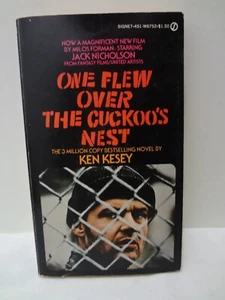 SIGNET•451-W6752•$1.50
NOW A MAGNIFICENT NEW FILM
BY MILOS FORMAN, STARRING
JACK NICHOLSON
FROM FANTASY FILMS/UNITED ARTISTS
ONE FLEW
OVER
THE CUCKOO'S
NEST
THE 3 MILLION COPY BESTSELLING NOVEL BY
KEN KESEY